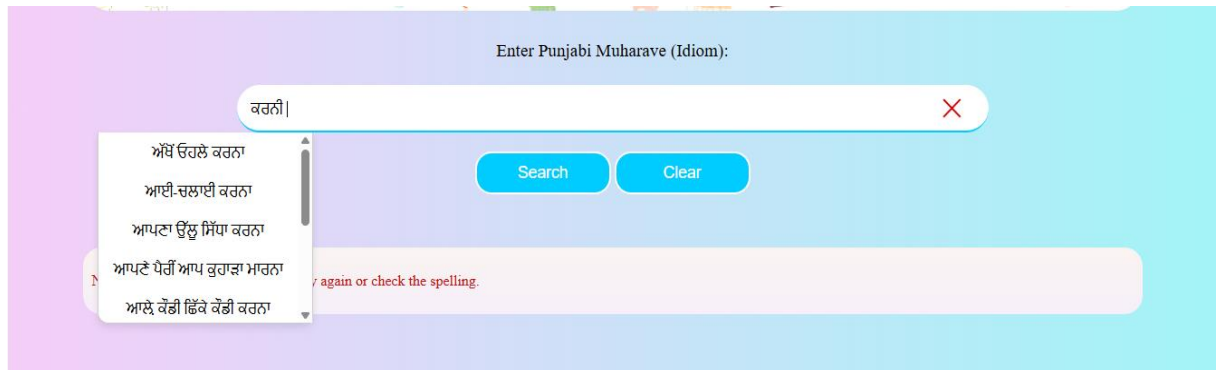 Enter Punjabi Muharave (Idiom):
ਕਰਨੀ
ਅੱਖੋਂ ਓਹਲੇ ਕਰਨਾ
ਆਈ-ਚਲਾਈ ਕਰਨਾ
ਆਪਣਾ ਉੱਲੂ ਸਿੱਧਾ ਕਰਨਾ
ਆਪਣੇ ਪੈਰੀਂ ਆਪ ਕੁਹਾੜਾ ਮਾਰਨਾ
ਆਲ੍ਹੇ ਕੌਡੀ ਛਿੱਕੇ ਕੌਡੀ ਕਰਨਾ
Search Clear
again or check the spelling.